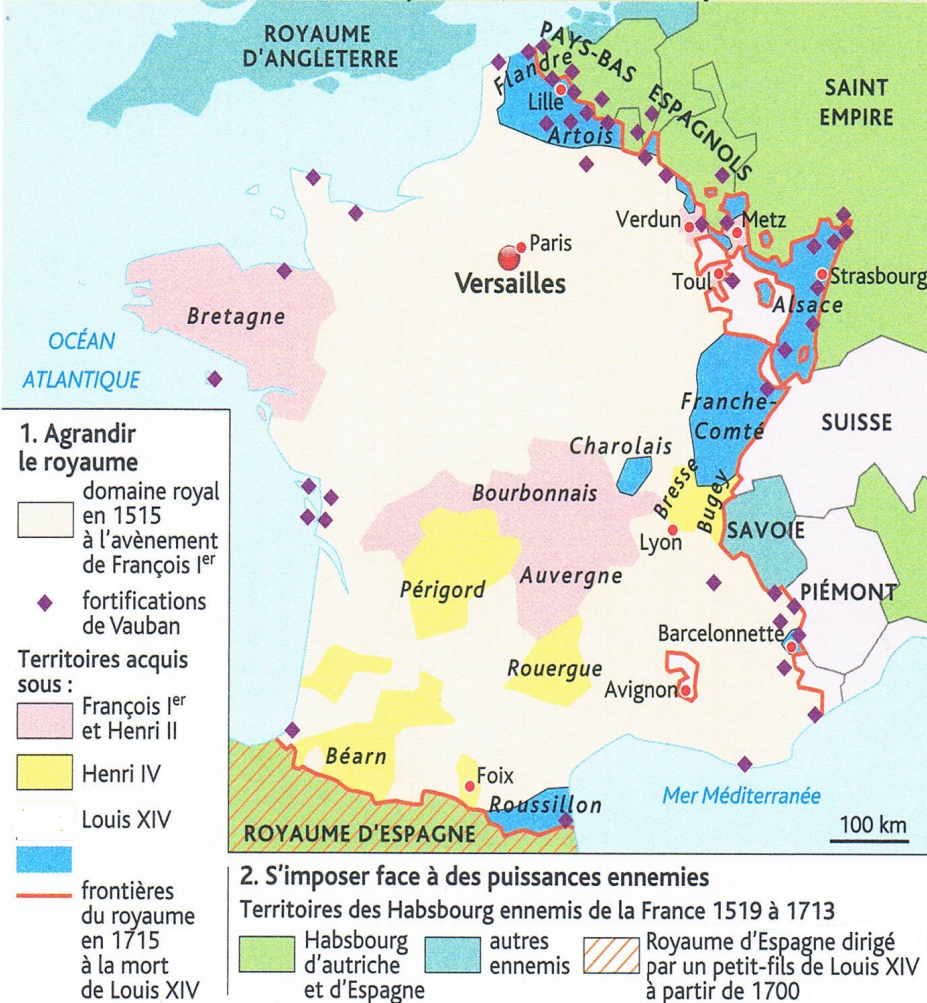 ROYAUME
D'ANGLETERRE
PAYS-BAS
ESPAGNOLS
SAINT
EMPIRE
Flandre
Lille
Artois
Verdun
Metz
Paris
Versailles
Toul
Strasbourg
Alsace
Bretagne
OCÉAN
ATLANTIQUE
Franche-
Comté
SUISSE
Charolais
Bourbonnais
Bresse
Bugey
Lyon
SAVOIE
Périgord
Auvergne
PIÉMONT
Barcelonnette
Rouergue
Avignon
Béarn
Foix
Roussillon
Mer Méditerranée
ROYAUME D'ESPAGNE
100 km
1. Agrandir
le royaume
domaine royal
en 1515
à l'avènement
de François Ier
fortifications
de Vauban
Territoires acquis
sous :
François Ier
et Henri II
Henri IV
Louis XIV
frontières
du royaume
en 1715
à la mort
de Louis XIV
2. S'imposer face à des puissances ennemies
Territoires des Habsbourg ennemis de la France 1519 à 1713
Habsbourg
d'autriche
et d'Espagne
autres
ennemis
Royaume d'Espagne dirigé
par un petit-fils de Louis XIV
à partir de 1700